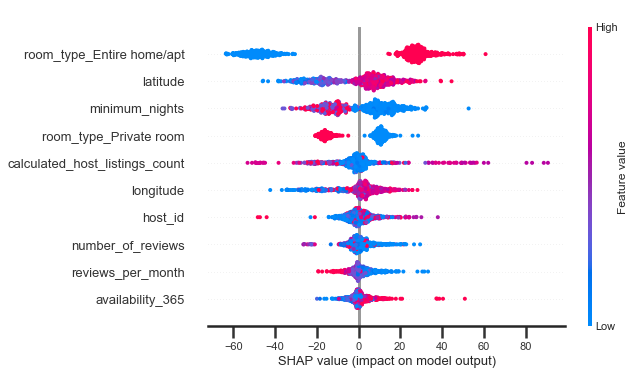 High
room_type_Entire home/apt
latitude
minimum_nights
room_type_Private room
calculated_host_listings_count
longitude
host_id
number_of_reviews
reviews_per_month
availability_365
Feature value
Low
−60 −40 −20 0 20 40 60 80
SHAP value (impact on model output)